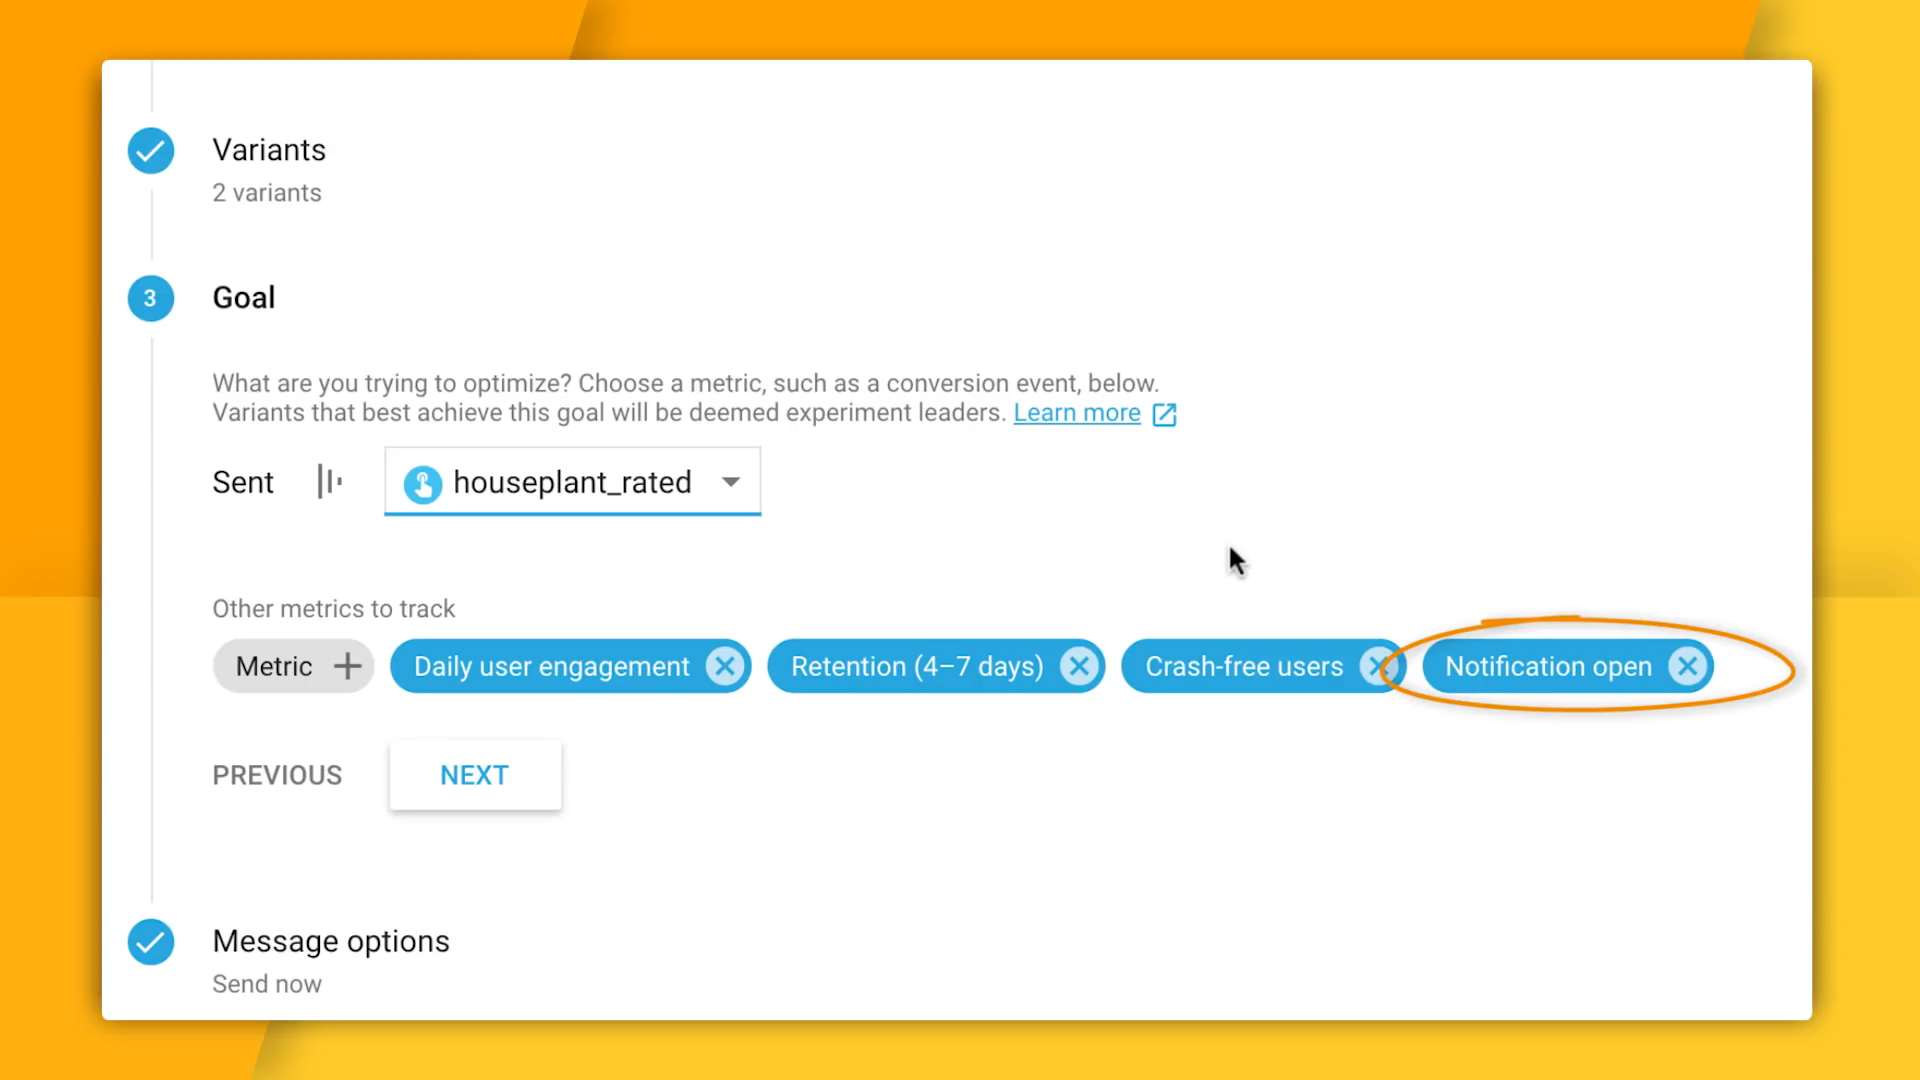 Variants
2 variants
3 Goal
What are you trying to optimize? Choose a metric, such as a conversion event, below.
Variants that best achieve this goal will be deemed experiment leaders. Learn more
Sent houseplant_rated
Other metrics to track
Metric Daily user engagement Retention (4–7 days) Crash-free users Notification open
PREVIOUS NEXT
Message options
Send now